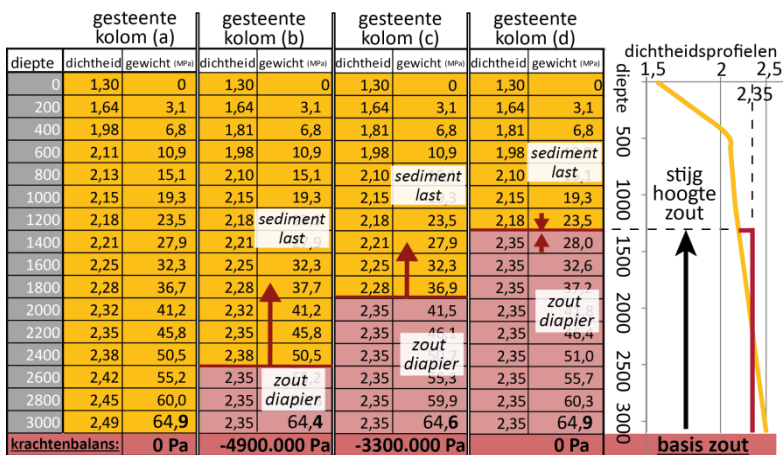 gesteente kolom (a) gesteente kolom (b) gesteente kolom (c) gesteente kolom (d)
diepte dichtheid gewicht (MPa) dichtheid gewicht (MPa) dichtheid gewicht (MPa) dichtheid gewicht (MPa)
0 1,30 0 1,30 0 1,30 0 1,30 0
200 1,64 3,1 1,64 3,1 1,64 3,1 1,64 3,1
400 1,98 6,8 1,81 6,8 1,81 6,8 1,81 6,8
600 2,11 10,9 1,98 10,9 1,98 10,9 1,98
800 2,13 15,1 2,10 15,1 2,10 2,10
1000 2,15 19,3 2,15 19,3 2,15 2,15 19,3
1200 2,18 23,5 2,18 2,18 23,5 2,18 23,5
1400 2,21 27,9 2,21 2,21 27,9 2,35 28,0
1600 2,25 32,3 2,25 32,3 2,25 32,3 2,35 32,6
1800 2,28 36,7 2,28 37,7 2,28 36,9 2,35 37,2
2000 2,32 41,2 2,32 41,2 2,35 41,5 2,35
2200 2,35 45,8 2,35 45,8 2,35 46,1 2,35 46,4
2400 2,38 50,5 2,38 50,5 2,35 2,35 51,0
2600 2,42 55,2 2,35 2,35 55,3 2,35 55,7
2800 2,45 60,0 2,35 2,35 59,9 2,35 60,3
3000 2,49 64,9 2,35 64,4 2,35 64,6 2,35 64,9
krachtenbalans: 0 Pa -4900.000 Pa -3300.000 Pa 0 Pa
sediment
last
zout
diapier
sediment
last
zout
diapier
sediment
last
zout
diapier
dichtheidsprofielen
1,5 2 2,5
2,35
diepte
0
500
1000
1500
2000
2500
3000
stijg
hoogte
zout
basis zout